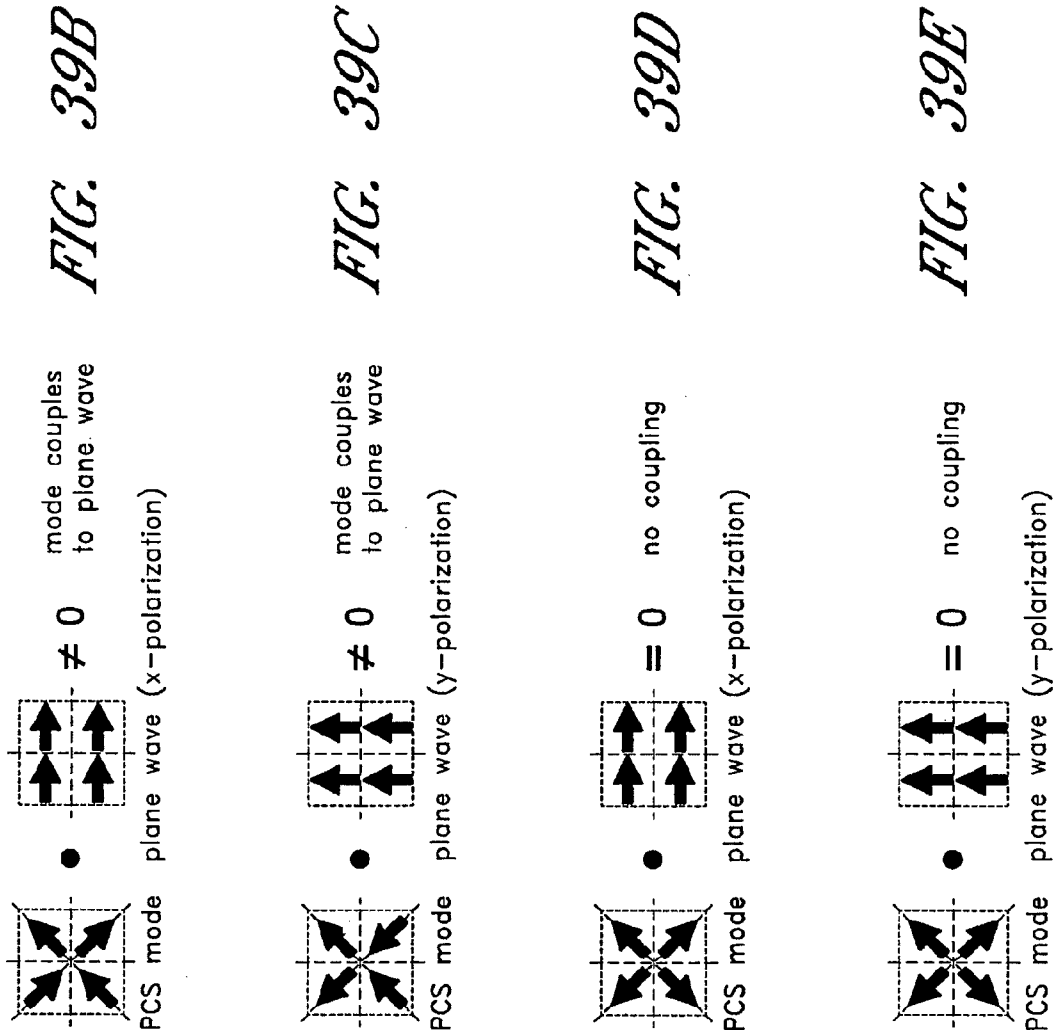 ≠ 0 mode couples
to plane wave
PCS mode plane wave (x-polarization)
FIG. 39B
≠ 0 mode couples
to plane wave
PCS mode plane wave (y-polarization)
FIG. 39C
= 0 no coupling
PCS mode plane wave (x-polarization)
FIG. 39D
= 0 no coupling
PCS mode plane wave (y-polarization)
FIG. 39E